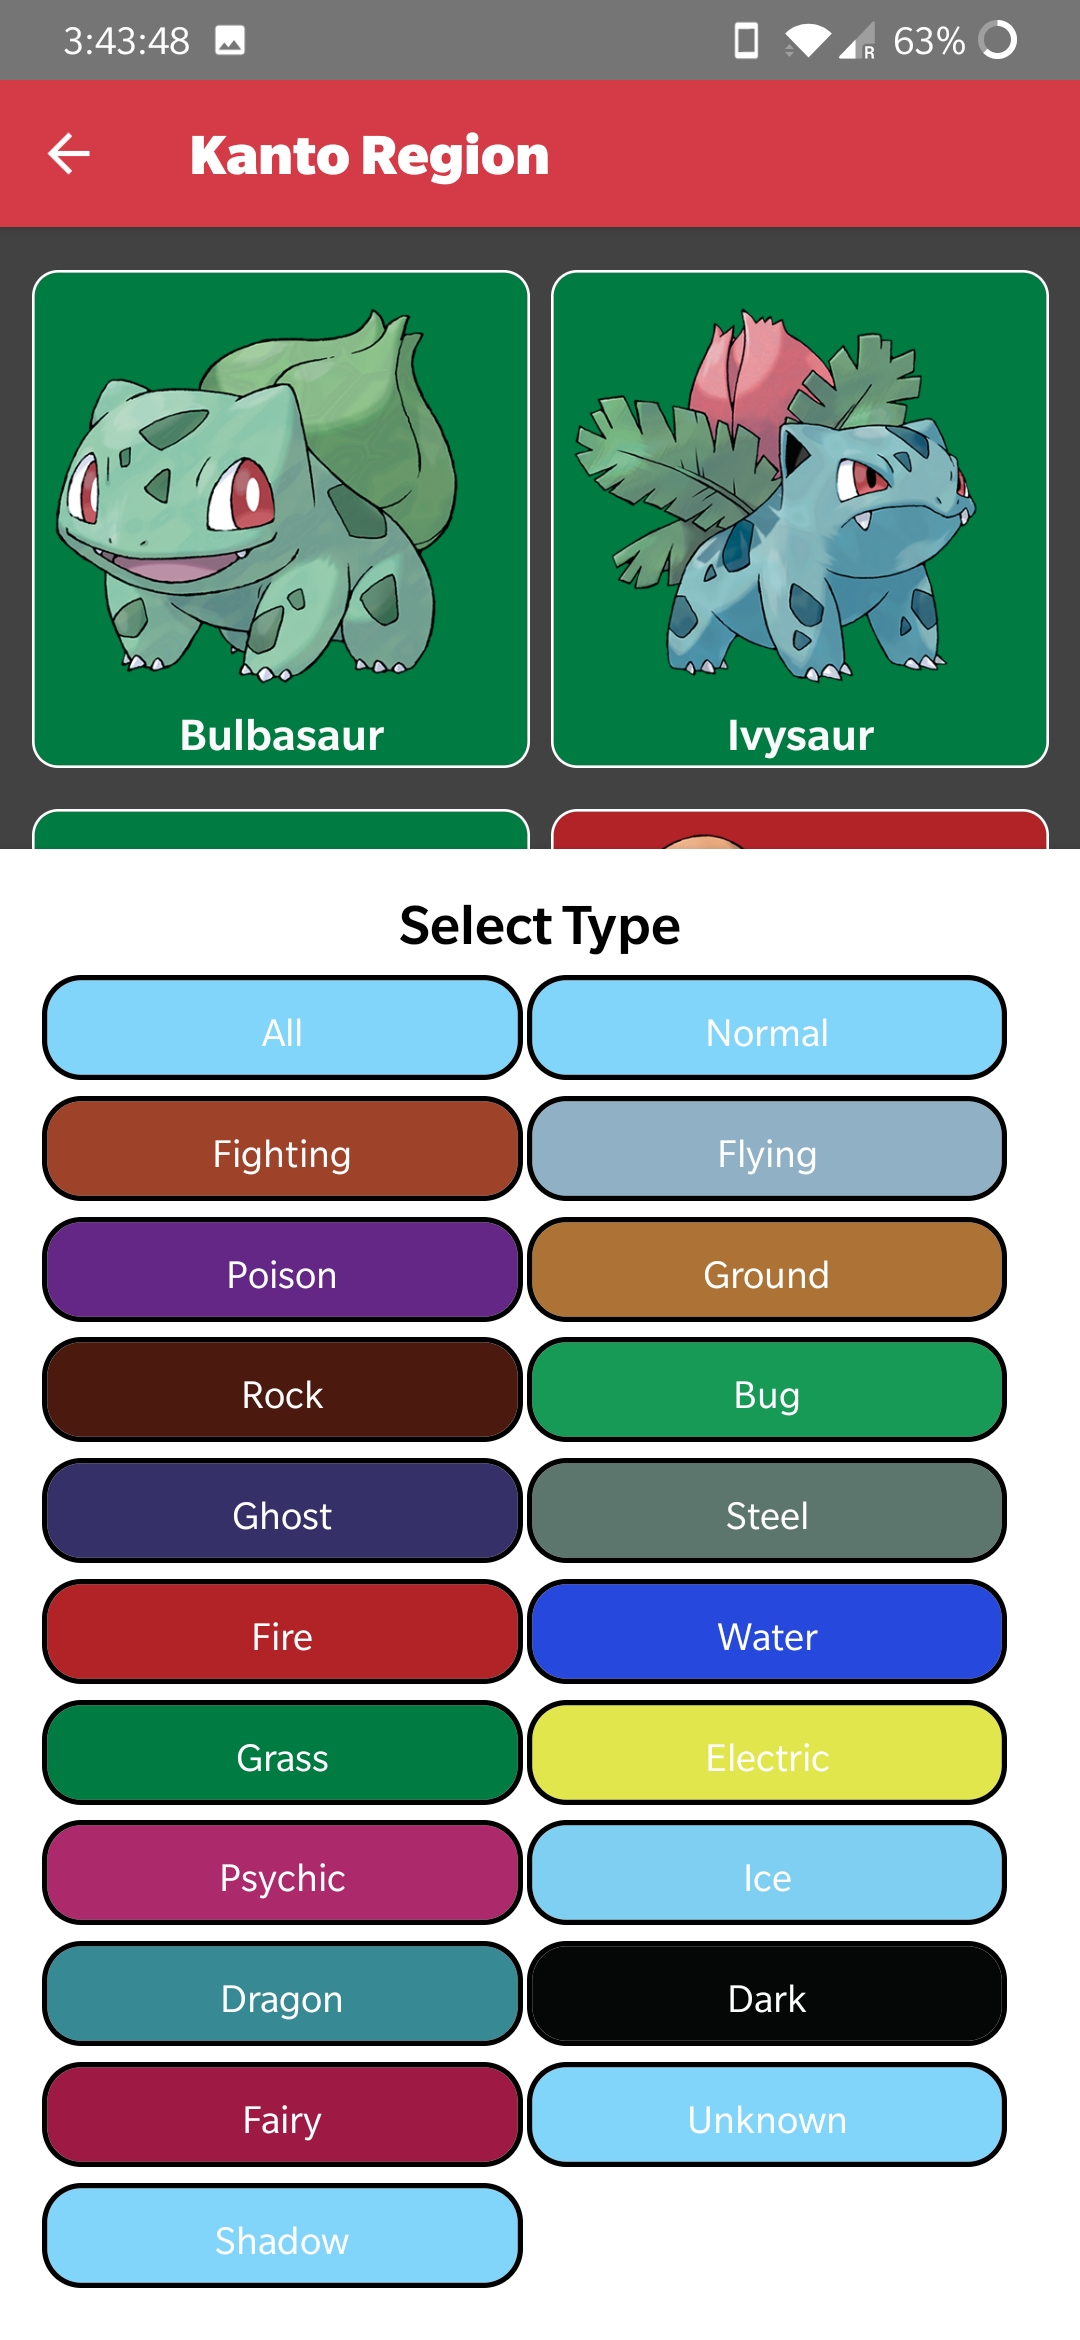 3:43:48 R 63%
Kanto Region
Bulbasaur Ivysaur
Select Type
All Normal
Fighting Flying
Poison Ground
Rock Bug
Ghost Steel
Fire Water
Grass Electric
Psychic Ice
Dragon Dark
Fairy Unknown
Shadow